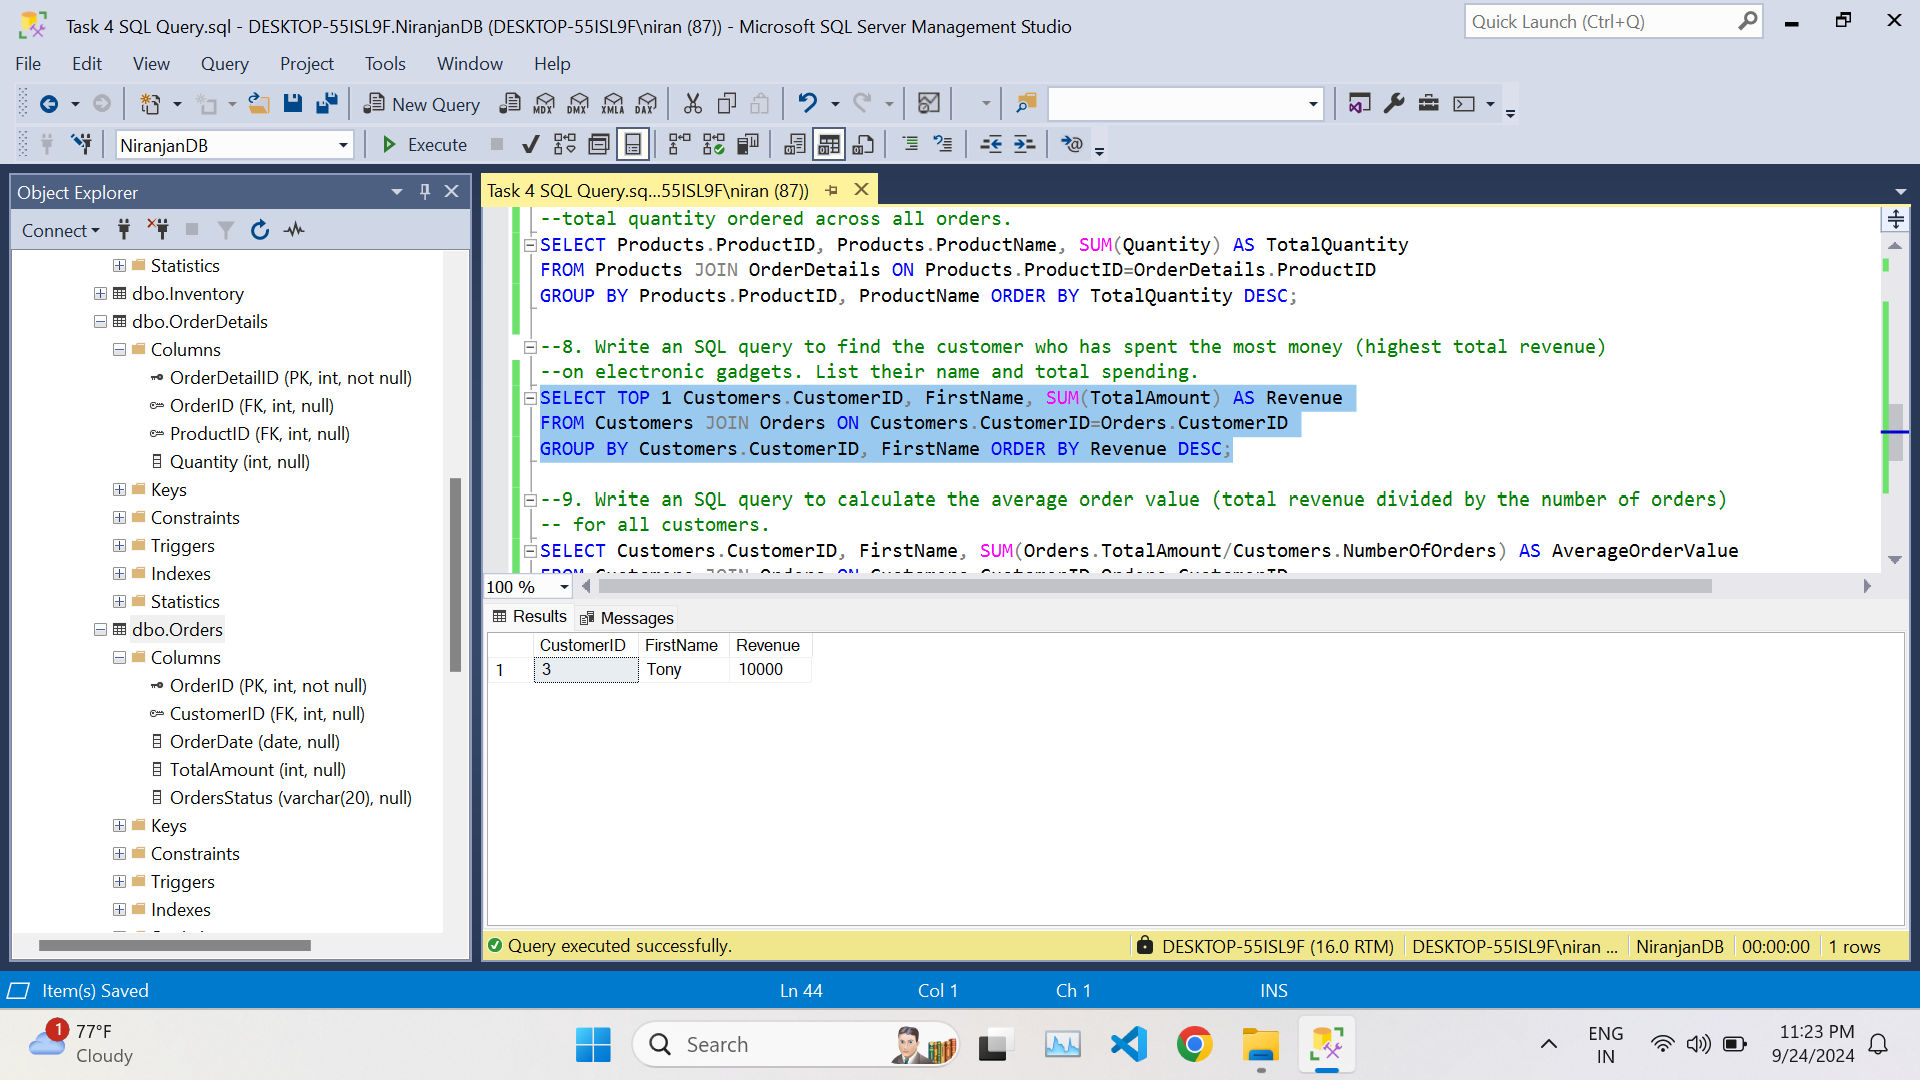 Task 4 SQL Query.sql - DESKTOP-55ISL9F.NiranjanDB (DESKTOP-55ISL9F\niran (87)) - Microsoft SQL Server Management Studio
Quick Launch (Ctrl+Q)
File Edit View Query Project Tools Window Help
New Query MDX DMX XMLA DAX
NiranjanDB Execute
Object Explorer
Connect
Statistics
dbo.Inventory
dbo.OrderDetails
Columns
OrderDetailID (PK, int, not null)
OrderID (FK, int, null)
ProductID (FK, int, null)
Quantity (int, null)
Keys
Constraints
Triggers
Indexes
Statistics
dbo.Orders
Columns
OrderID (PK, int, not null)
CustomerID (FK, int, null)
OrderDate (date, null)
TotalAmount (int, null)
OrdersStatus (varchar(20), null)
Keys
Constraints
Triggers
Indexes
Task 4 SQL Query.sq...55ISL9F\niran (87))
--total quantity ordered across all orders.
SELECT Products.ProductID, Products.ProductName, SUM(Quantity) AS TotalQuantity
FROM Products JOIN OrderDetails ON Products.ProductID=OrderDetails.ProductID
GROUP BY Products.ProductID, ProductName ORDER BY TotalQuantity DESC;
--8. Write an SQL query to find the customer who has spent the most money (highest total revenue)
--on electronic gadgets. List their name and total spending.
SELECT TOP 1 Customers.CustomerID, FirstName, SUM(TotalAmount) AS Revenue
FROM Customers JOIN Orders ON Customers.CustomerID=Orders.CustomerID
GROUP BY Customers.CustomerID, FirstName ORDER BY Revenue DESC;
--9. Write an SQL query to calculate the average order value (total revenue divided by the number of orders)
-- for all customers.
SELECT Customers.CustomerID, FirstName, SUM(Orders.TotalAmount/Customers.NumberOfOrders) AS AverageOrderValue
FROM Customers JOIN Orders ON Customers.CustomerID=Orders.CustomerID
100 %
Results Messages
CustomerID FirstName Revenue
1 3 Tony 10000
Query executed successfully. DESKTOP-55ISL9F (16.0 RTM) DESKTOP-55ISL9F\niran ... NiranjanDB 00:00:00 1 rows
Item(s) Saved Ln 44 Col 1 Ch 1 INS
1 77°F
Cloudy
Search
ENG
IN
11:23 PM
9/24/2024